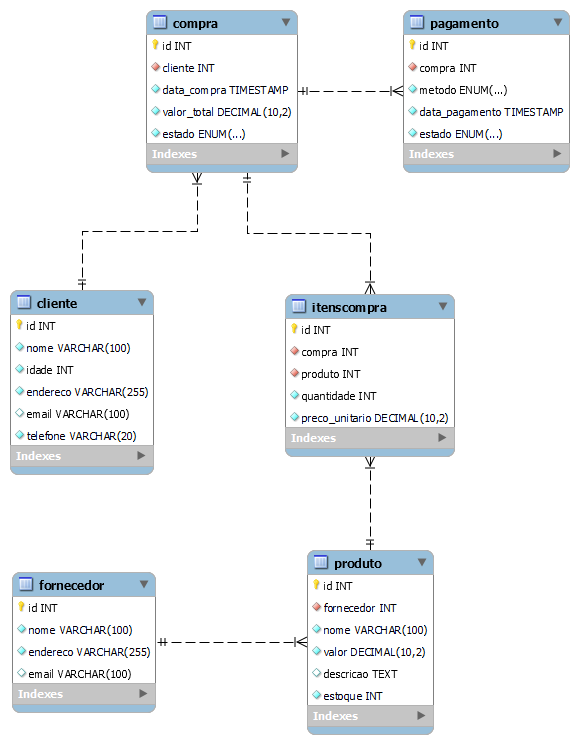 compra
id INT
cliente INT
data_compra TIMESTAMP
valor_total DECIMAL(10,2)
estado ENUM(...)
Indexes
pagamento
id INT
compra INT
metodo ENUM(...)
data_pagamento TIMESTAMP
estado ENUM(...)
Indexes
cliente
id INT
nome VARCHAR(100)
idade INT
endereco VARCHAR(255)
email VARCHAR(100)
telefone VARCHAR(20)
Indexes
itenscompra
id INT
compra INT
produto INT
quantidade INT
preco_unitario DECIMAL(10,2)
Indexes
fornecedor
id INT
nome VARCHAR(100)
endereco VARCHAR(255)
email VARCHAR(100)
Indexes
produto
id INT
fornecedor INT
nome VARCHAR(100)
valor DECIMAL(10,2)
descricao TEXT
estoque INT
Indexes